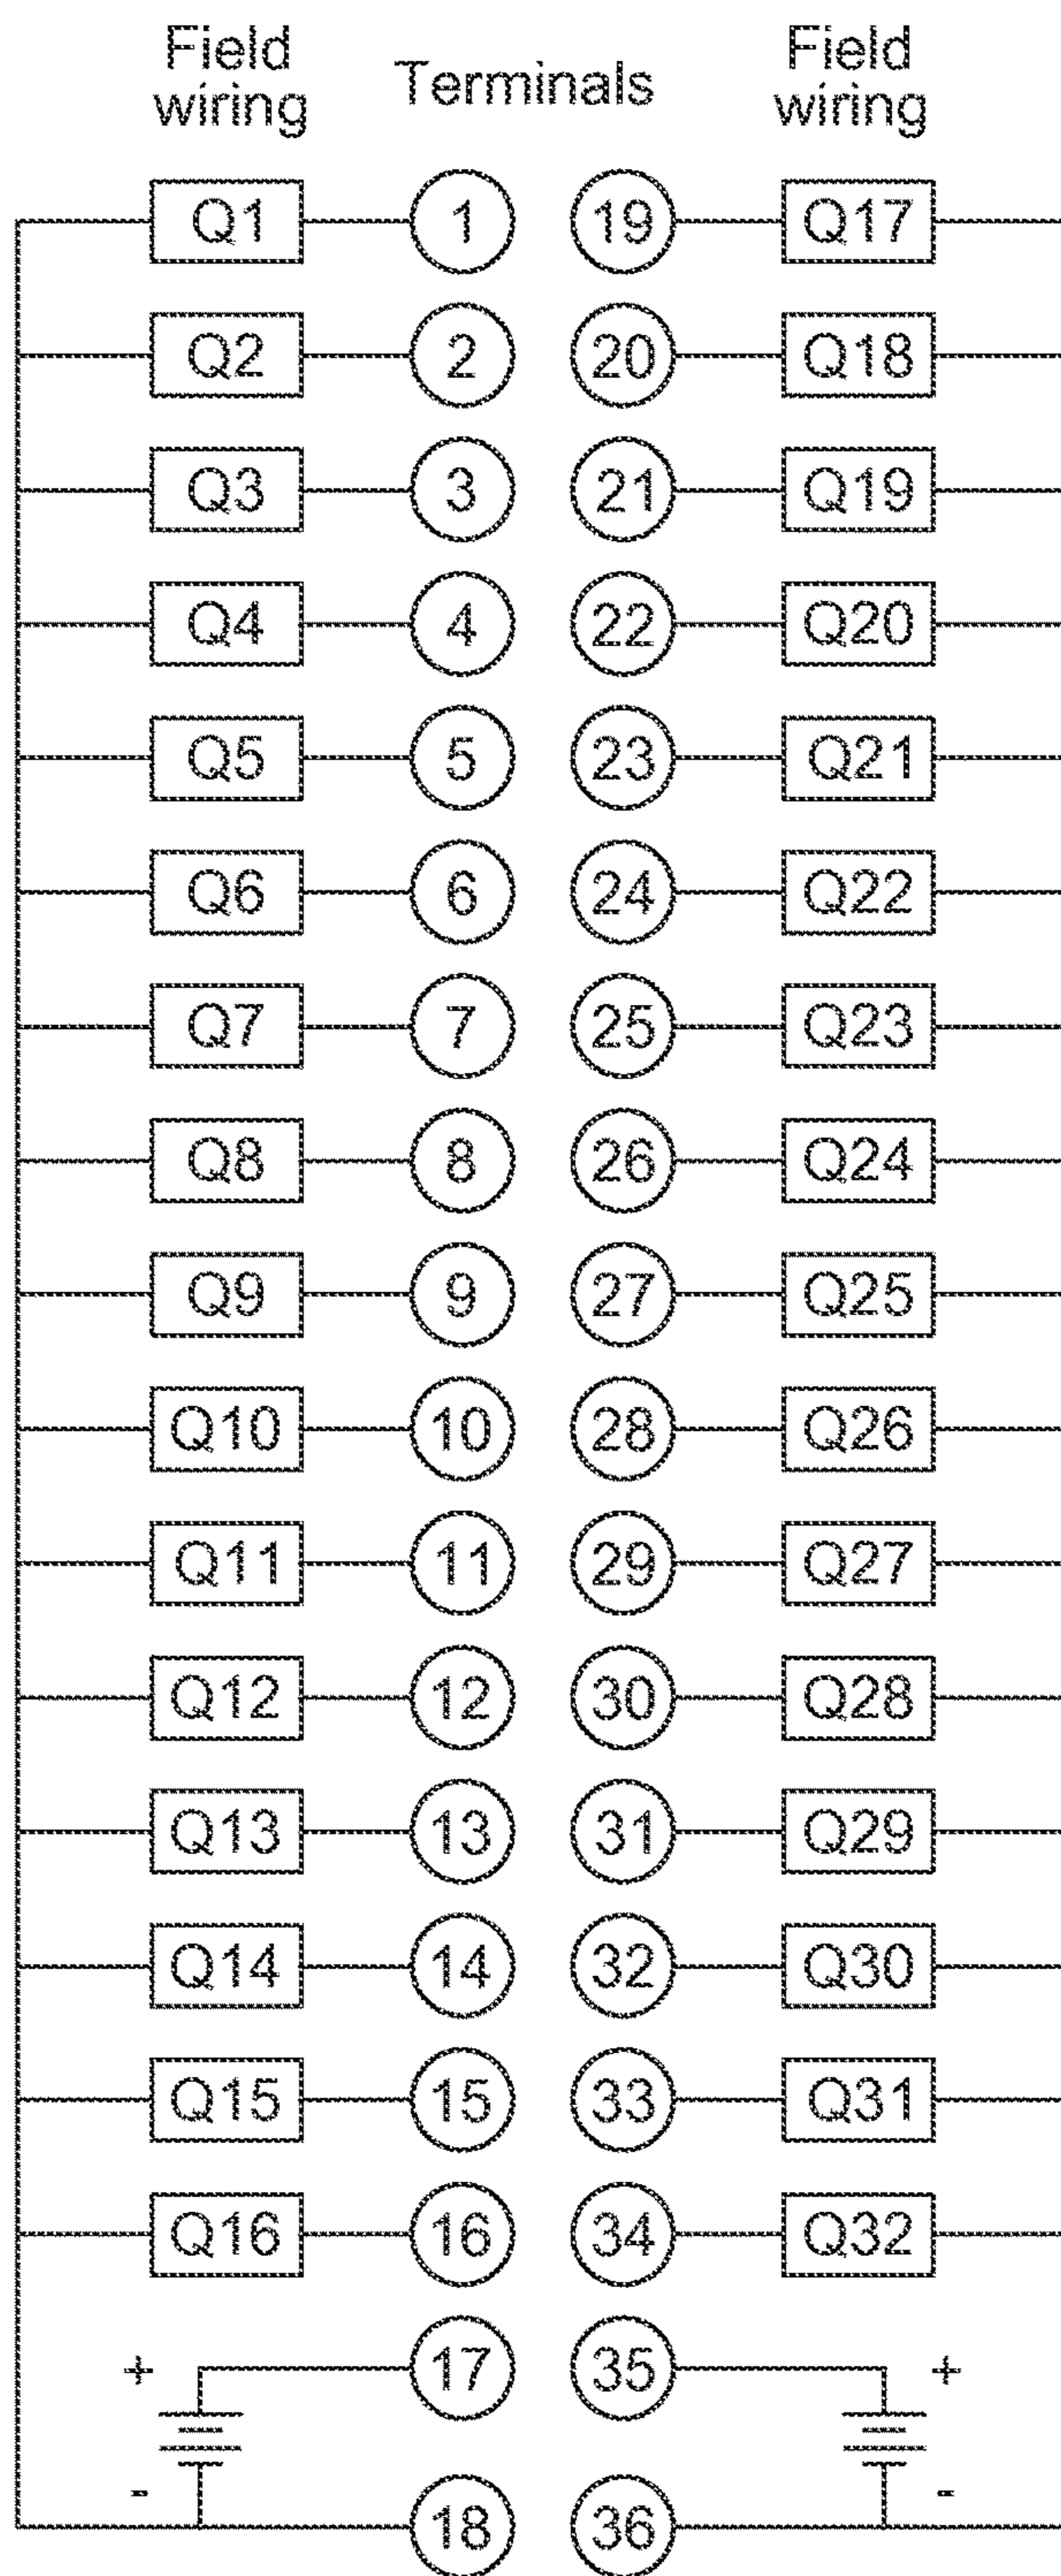 Field wiring Terminals Field wiring
Q1 1 19 Q17
Q2 2 20 Q18
Q3 3 21 Q19
Q4 4 22 Q20
Q5 5 23 Q21
Q6 6 24 Q22
Q7 7 25 Q23
Q8 8 26 Q24
Q9 9 27 Q25
Q10 10 28 Q26
Q11 11 29 Q27
Q12 12 30 Q28
Q13 13 31 Q29
Q14 14 32 Q30
Q15 15 33 Q31
Q16 16 34 Q32
+ 17 35 +
- 18 36 -